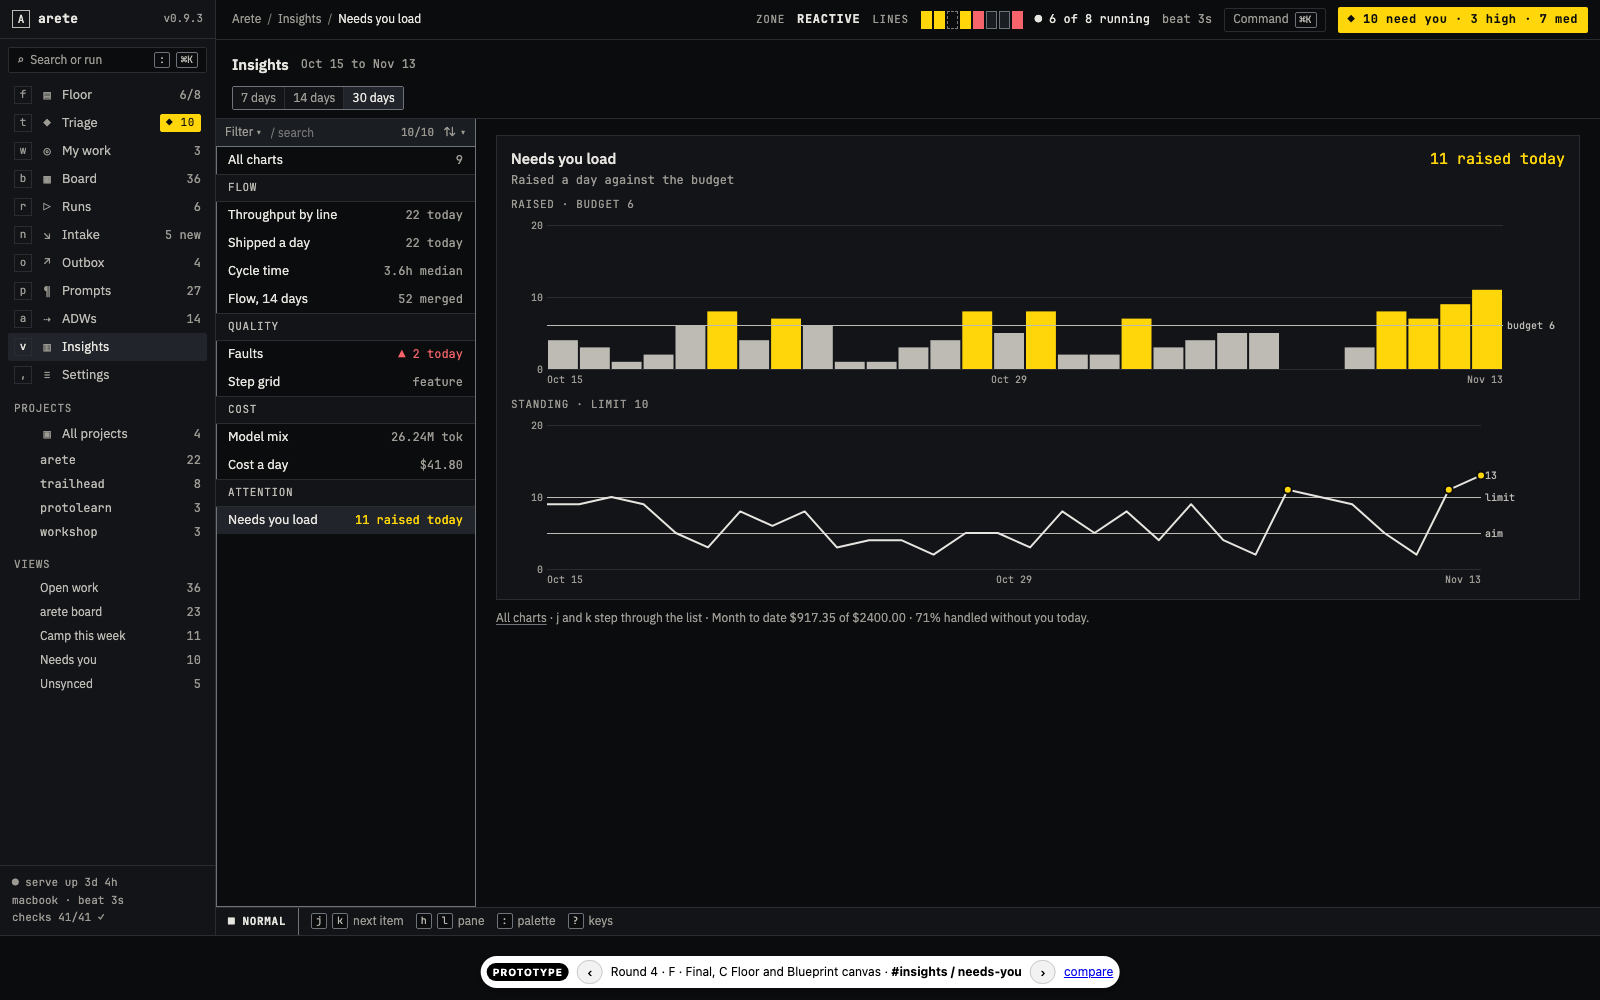 A arete v0.9.3
Search or run : ⌘K
f Floor 6/8
t Triage ◆ 10
w My work 3
b Board 36
r Runs 6
n Intake 5 new
o Outbox 4
p ¶ Prompts 27
a ADWs 14
v Insights
, Settings
PROJECTS
All projects 4
arete 22
trailhead 8
protolearn 3
workshop 3
VIEWS
Open work 36
arete board 23
Camp this week 11
Needs you 10
Unsynced 5
● serve up 3d 4h
macbook · beat 3s
checks 41/41 ✓
Arete / Insights / Needs you load
ZONE REACTIVE LINES ● 6 of 8 running beat 3s Command ⌘K ◆ 10 need you · 3 high · 7 med
Insights Oct 15 to Nov 13
7 days 14 days 30 days
Filter ▾ / search 10/10 ↑↓ ▾
All charts 9
FLOW
Throughput by line 22 today
Shipped a day 22 today
Cycle time 3.6h median
Flow, 14 days 52 merged
QUALITY
Faults ▲ 2 today
Step grid feature
COST
Model mix 26.24M tok
Cost a day $41.80
ATTENTION
Needs you load 11 raised today
Needs you load 11 raised today
Raised a day against the budget
RAISED · BUDGET 6
20
10
budget 6
0
Oct 15 Oct 29 Nov 13
STANDING · LIMIT 10
20
13
10 limit
aim
0
Oct 15 Oct 29 Nov 13
All charts · j and k step through the list · Month to date $917.35 of $2400.00 · 71% handled without you today.
■ NORMAL j k next item h l pane : palette ? keys
PROTOTYPE ‹ Round 4 · F · Final, C Floor and Blueprint canvas · #insights / needs-you › compare